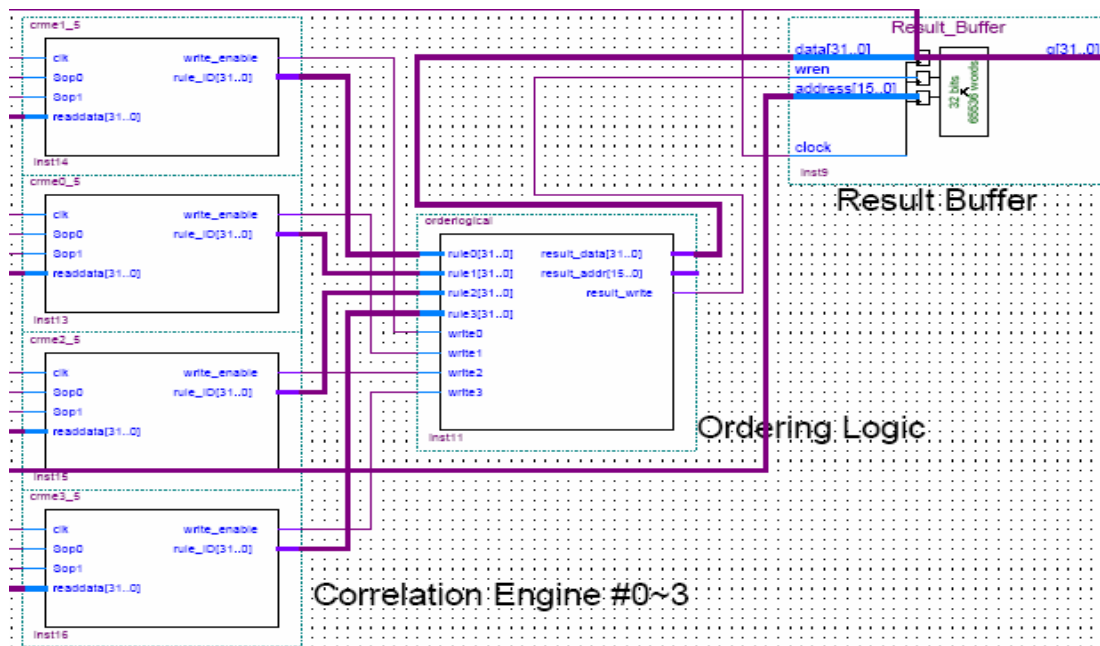 crme1_5
clk
Sop0
Sop1
readdata[31..0]
write_enable
rule_ID[31..0]
inst14
crme0_5
clk
Sop0
Sop1
readdata[31..0]
write_enable
rule_ID[31..0]
inst13
crme2_5
clk
Sop0
Sop1
readdata[31..0]
write_enable
rule_ID[31..0]
inst15
crme3_5
clk
Sop0
Sop1
readdata[31..0]
write_enable
rule_ID[31..0]
inst16
Correlation Engine #0~3
orderlogical
rule0[31..0]
rule1[31..0]
rule2[31..0]
rule3[31..0]
write0
write1
write2
write3
result_data[31..0]
result_addr[15..0]
result_write
inst11
Ordering Logic
Result_Buffer
data[31..0]
wren
address[15..0]
clock
q[31..0]
32 bits
65536 words
inst9
Result Buffer